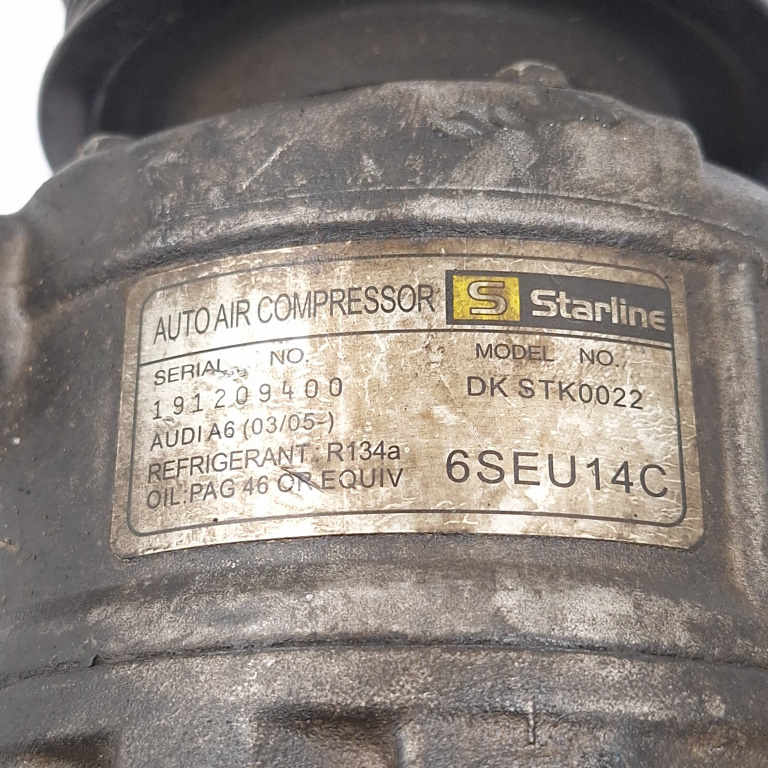 AUTO AIR COMPRESSOR S Starline
SERIAL NO. MODEL NO.
191209400 DK STK0022
AUDI A6 (03/05-)
REFRIGERANT: R134a
OIL:PAG 46 OR EQUIV 6SEU14C